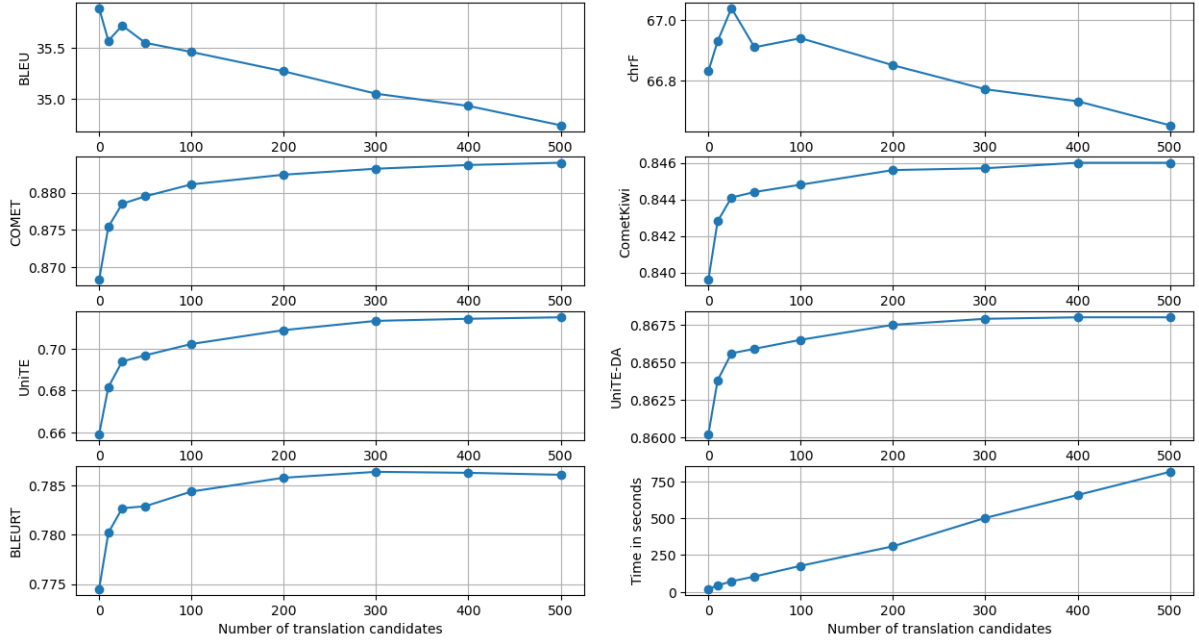 BLEU
35.5
35.0
0 100 200 300 400 500
chrF
67.0
66.8
0 100 200 300 400 500
COMET
0.880
0.875
0.870
0 100 200 300 400 500
CometKiwi
0.846
0.844
0.842
0.840
0 100 200 300 400 500
UniTE
0.70
0.68
0.66
0 100 200 300 400 500
UniTE-DA
0.8675
0.8650
0.8625
0.8600
0 100 200 300 400 500
BLEURT
0.785
0.780
0.775
0 100 200 300 400 500
Number of translation candidates
Time in seconds
750
500
250
0
0 100 200 300 400 500
Number of translation candidates